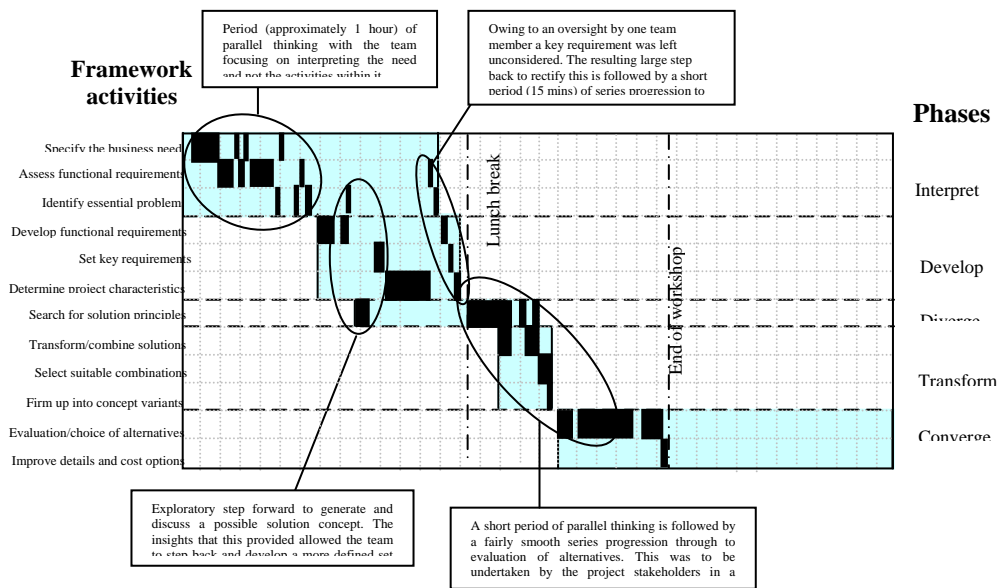 Period (approximately 1 hour) of
parallel thinking with the team
focusing on interpreting the need
and not the activities within it
Owing to an oversight by one team
member a key requirement was left
unconsidered. The resulting large step
back to rectify this is followed by a short
period (15 mins) of series progression to
Framework
activities
Phases
Specify the business need
Assess functional requirements
Identify essential problem
Develop functional requirements
Set key requirements
Determine project characteristics
Search for solution principles
Transform/combine solutions
Select suitable combinations
Firm up into concept variants
Evaluation/choice of alternatives
Improve details and cost options
Lunch break
End of workshop
Interpret
Develop
Diverge
Transform
Converge
Exploratory step forward to generate and
discuss a possible solution concept. The
insights that this provided allowed the team
to step back and develop a more defined set
A short period of parallel thinking is followed by
a fairly smooth series progression through to
evaluation of alternatives. This was to be
undertaken by the project stakeholders in a